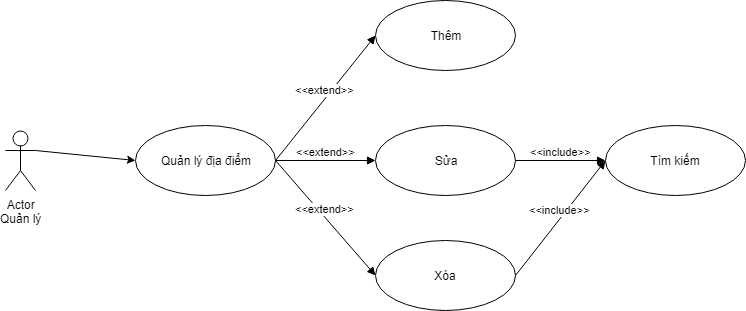 Thêm
<<extend>>
Quản lý địa điểm
<<extend>>
Sửa
<<include>>
Tìm kiếm
Actor
Quản lý
<<extend>>
<<include>>
Xóa